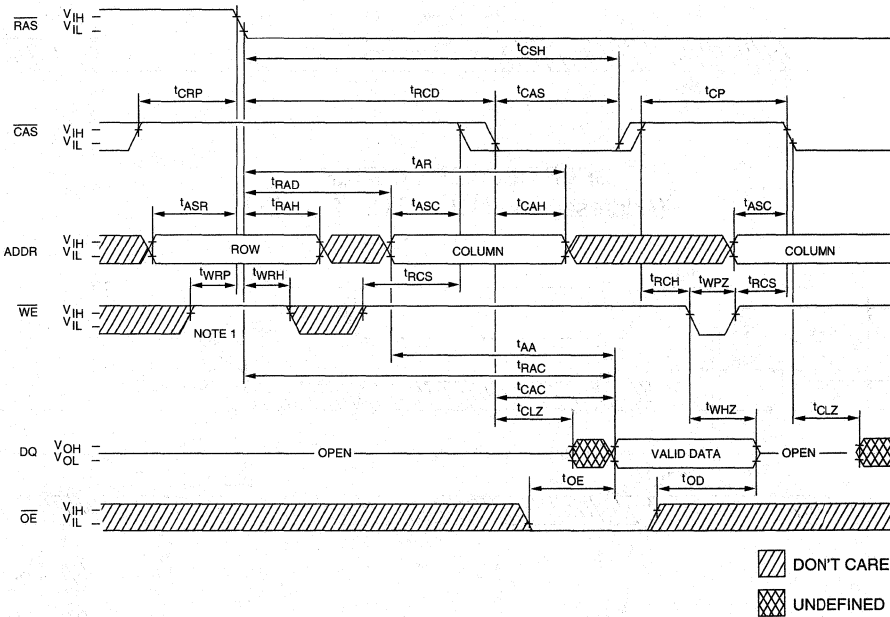 RAS VIH
VIL
tCSH
tCRP tRCD tCAS tCP
CAS VIH
VIL
tAR
tRAD
tASR tRAH tASC tCAH tASC
ADDR VIH
VIL ROW COLUMN COLUMN
tWRP tWRH tRCS tRCH tWPZ tRCS
WE VIH
VIL
NOTE 1
tAA
tRAC
tCAC
tCLZ tWHZ tCLZ
DQ VOH
VOL OPEN VALID DATA OPEN
tOE tOD
OE VIH
VIL
DON'T CARE
UNDEFINED